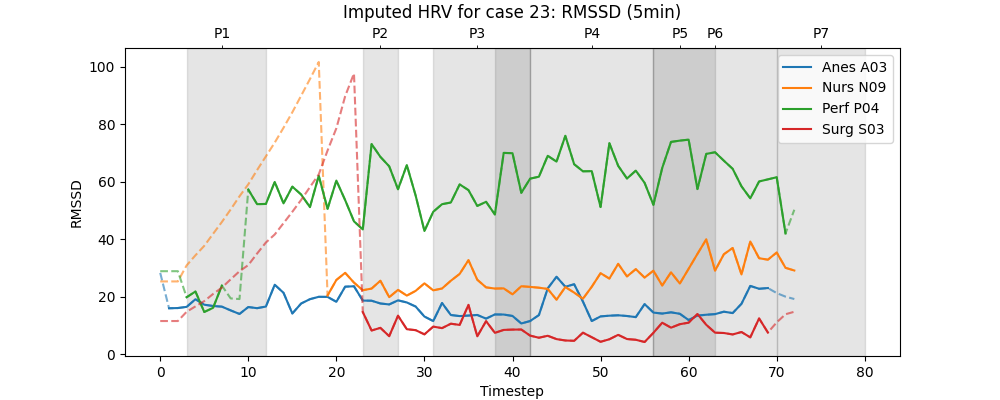 Imputed HRV for case 23: RMSSD (5min)
P1 P2 P3 P4 P5 P6 P7
Anes A03
Nurs N09
Perf P04
Surg S03
100
80
60
40
20
0
RMSSD
0 10 20 30 40 50 60 70 80
Timestep